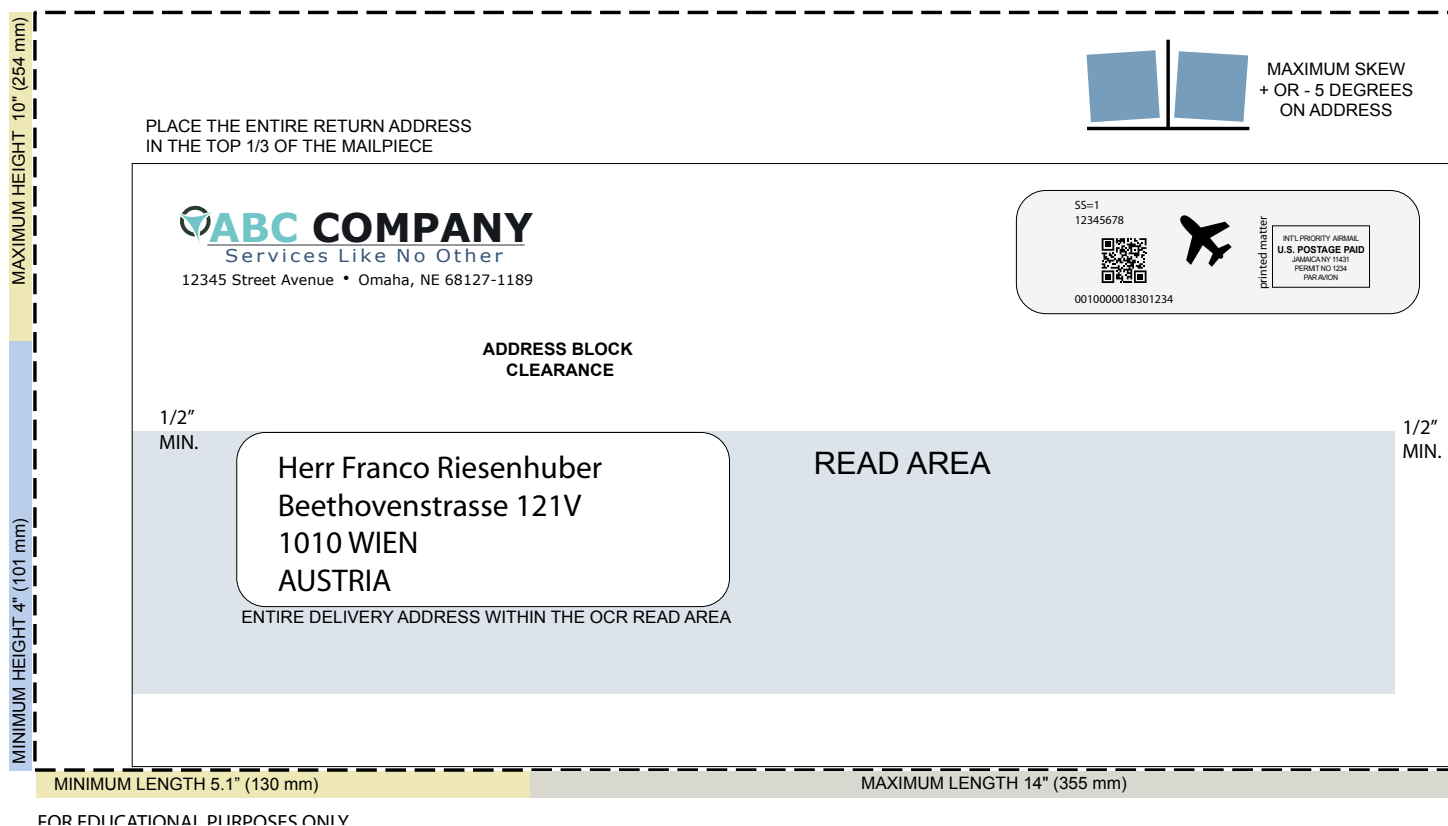 MAXIMUM HEIGHT 10" (254 mm)
MAXIMUM SKEW
+ OR - 5 DEGREES
ON ADDRESS
PLACE THE ENTIRE RETURN ADDRESS
IN THE TOP 1/3 OF THE MAILPIECE
ABC COMPANY
Services Like No Other
12345 Street Avenue • Omaha, NE 68127-1189
SS=1
12345678
0010000018301234
printed matter
INT'L PRIORITY AIRMAIL
U.S. POSTAGE PAID
JAMAICA NY 11431
PERMIT NO 1234
PAR AVION
ADDRESS BLOCK
CLEARANCE
1/2"
MIN.
1/2"
MIN.
READ AREA
Herr Franco Riesenhuber
Beethovenstrasse 121V
1010 WIEN
AUSTRIA
ENTIRE DELIVERY ADDRESS WITHIN THE OCR READ AREA
MINIMUM HEIGHT 4" (101 mm)
MINIMUM LENGTH 5.1” (130 mm)
MAXIMUM LENGTH 14" (355 mm)
FOR EDUCATIONAL PURPOSES ONLY